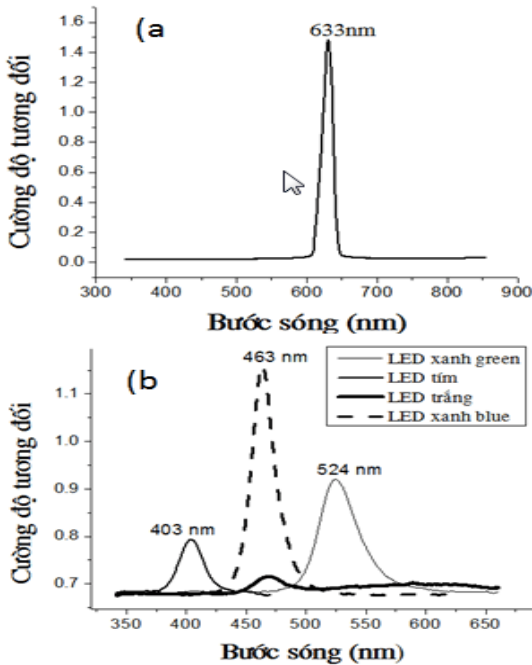 (a
633nm
Cường độ tương đối
1.6
1.4
1.2
1.0
0.8
0.6
0.4
0.2
0.0
300 400 500 600 700 800 900
Bước sóng (nm)
(b
463 nm
LED xanh green
LED tím
LED trắng
LED xanh blue
524 nm
403 nm
Cường độ tương đối
1.1
1.0
0.9
0.8
0.7
350 400 450 500 550 600 650
Bước sóng (nm)